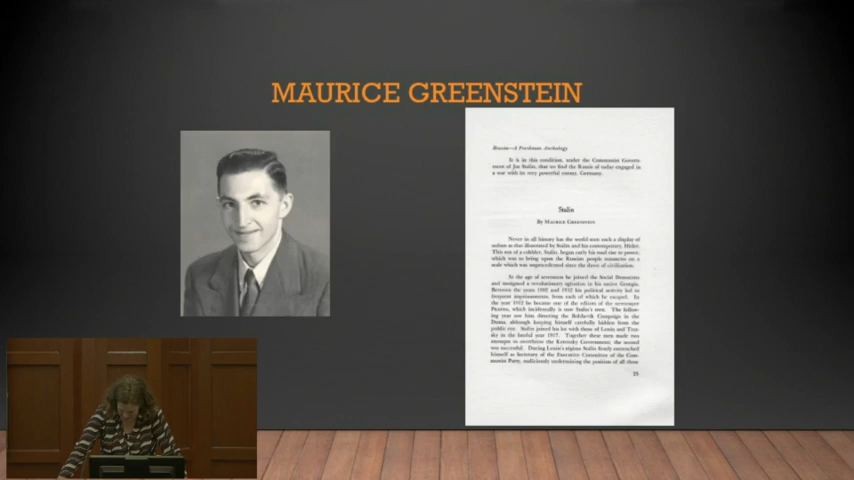 MAURICE GREENSTEIN
Russia—A Freshman Anthology
It is in this condition, under the Communist Govern-
ment of Joe Stalin, that we find the Russia of today engaged in
a war with its very powerful enemy, Germany.
Stalin
By MAURICE GREENSTEIN
Never in all history has the world seen such a display of
sadism as that illustrated by Stalin and his contemporary, Hitler.
This son of a cobbler, Stalin, began early his mad rise to power,
which was to bring upon the Russian people massacres on a
scale which was unprecedented since the dawn of civilization.
At the age of seventeen he joined the Social Democrats
and instigated a revolutionary agitation in his native Georgia.
Between the years 1902 and 1912 his political activity led to
frequent imprisonments, from each of which he escaped. In
the year 1912 he became one of the editors of the newspaper
PRAVDA, which incidentally is now Stalin's own. The follow-
ing year saw him directing the Bolshevik Campaign in the
Duma, although keeping himself carefully hidden from the
public eye. Stalin joined his lot with those of Lenin and Trot-
sky in the fateful year 1917. Together these men made two
attempts to overthrow the Kerensky Government; the second
was successful. During Lenin's régime Stalin firmly entrenched
himself as Secretary of the Executive Committee of the Com-
munist Party, sufficiently undermining the position of all those